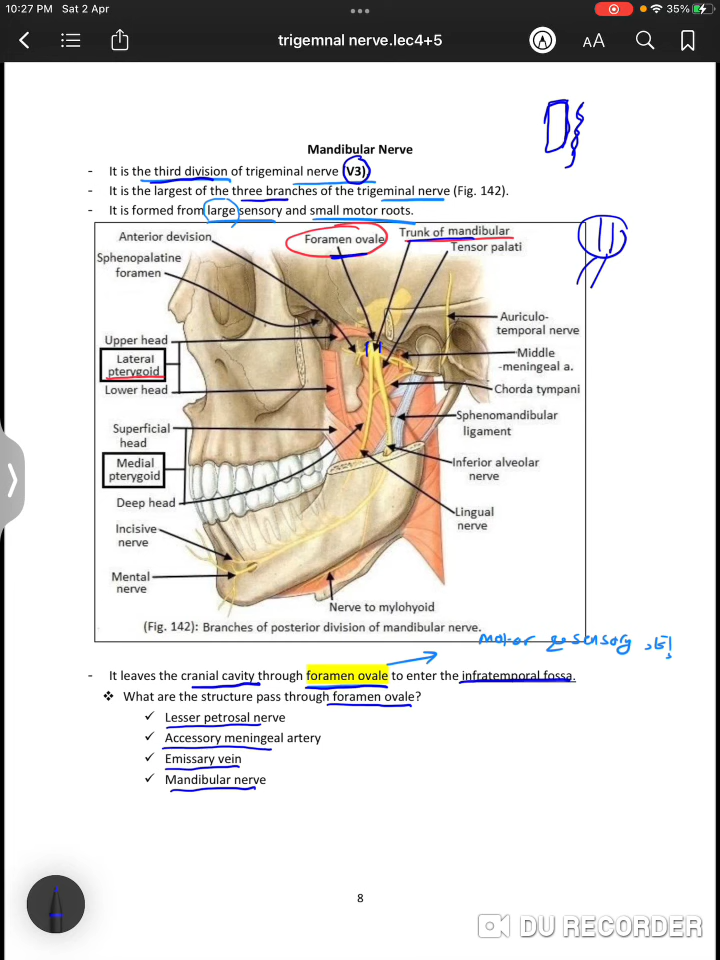 10:27 PM Sat 2 Apr
35%
trigemnal nerve.lec4+5
AA
Mandibular Nerve
- It is the third division of trigeminal nerve (V3)
- It is the largest of the three branches of the trigeminal nerve (Fig. 142).
- It is formed from large sensory and small motor roots.
Anterior devision
Foramen ovale
Trunk of mandibular
Tensor palati
Sphenopalatine
foramen
Auriculo-
temporal nerve
Upper head
Lateral
pterygoid
Lower head
Middle
-meningeal a.
Chorda tympani
Superficial
head
Sphenomandibular
ligament
Medial
pterygoid
Inferior alveolar
nerve
Deep head
Lingual
nerve
Incisive
nerve
Mental
nerve
Nerve to mylohyoid
(Fig. 142): Branches of posterior division of mandibular nerve.
motor sensory
- It leaves the cranial cavity through foramen ovale to enter the infratemporal fossa.
❖ What are the structure pass through foramen ovale?
✓ Lesser petrosal nerve
✓ Accessory meningeal artery
✓ Emissary vein
✓ Mandibular nerve
8
DU RECORDER